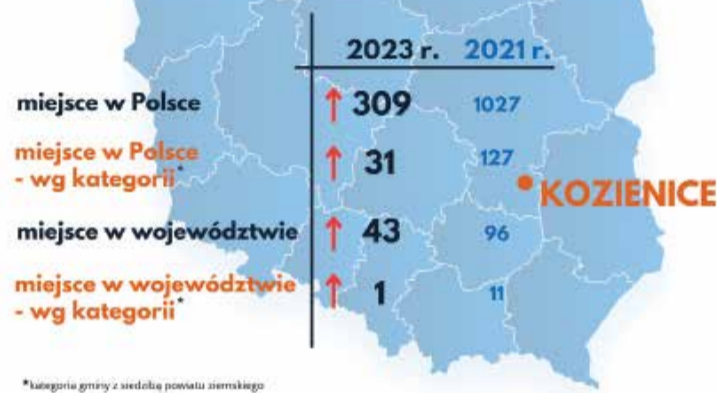 2023 r. 2021 r.
miejsce w Polsce ↑ 309 1027
miejsce w Polsce
- wg kategorii* ↑ 31 127
KOZIENICE
miejsce w województwie ↑ 43 96
miejsce w województwie
- wg kategorii* ↑ 1 11
*kategoria gminy z siedzibą powiatu ziemskiego